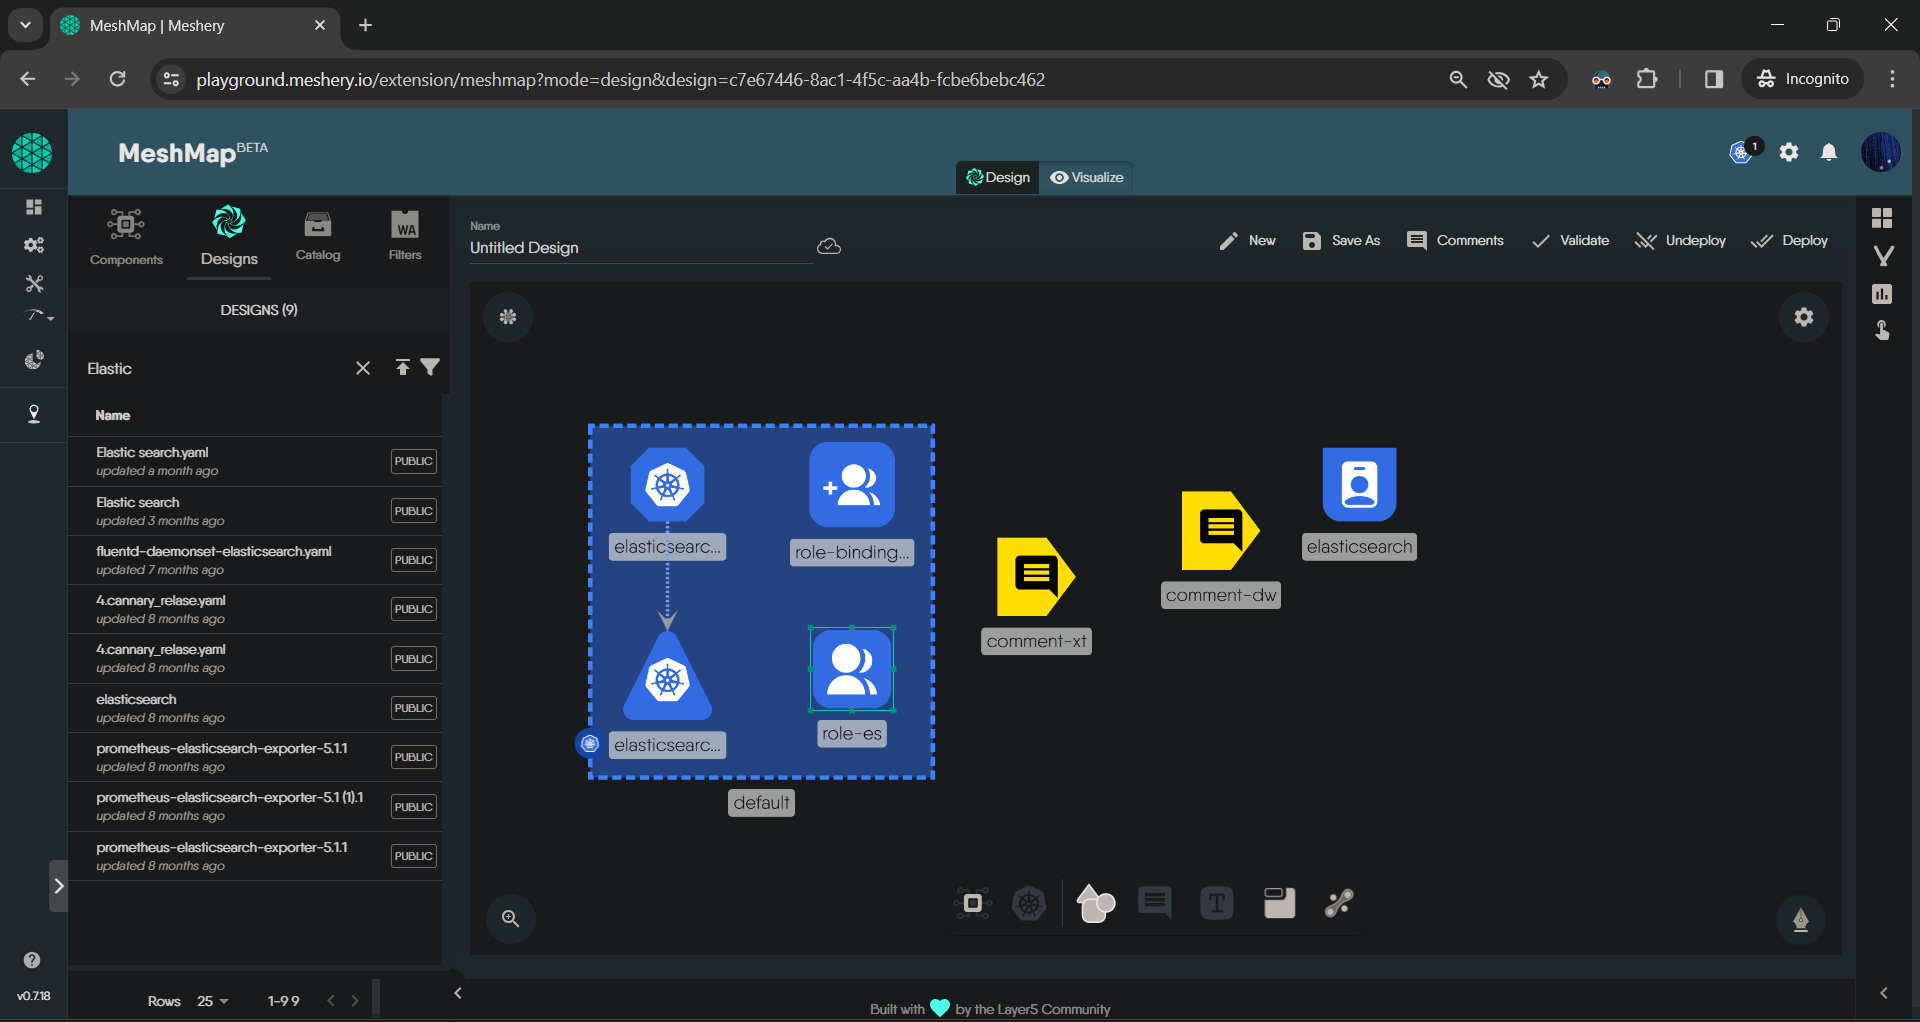 MeshMap | Meshery
playground.meshery.io/extension/meshmap?mode=design&design=c7e67446-8ac1-4f5c-aa4b-fcbe6bebc462
Incognito
MeshMap BETA
1
Design
Visualize
Components
Designs
Catalog
WA
Filters
Name
Untitled Design
New
Save As
Comments
Validate
Undeploy
Deploy
DESIGNS (9)
Elastic
Name
Elastic search.yaml
updated a month ago
PUBLIC
Elastic search
updated 3 months ago
PUBLIC
fluentd-daemonset-elasticsearch.yaml
updated 7 months ago
PUBLIC
4.cannary_relase.yaml
updated 8 months ago
PUBLIC
4.cannary_relase.yaml
updated 8 months ago
PUBLIC
elasticsearch
updated 8 months ago
PUBLIC
prometheus-elasticsearch-exporter-5.1.1
updated 8 months ago
PUBLIC
prometheus-elasticsearch-exporter-5.1 (1).1
updated 8 months ago
PUBLIC
prometheus-elasticsearch-exporter-5.1.1
updated 8 months ago
PUBLIC
elasticsearc...
role-binding...
elasticsearc...
role-es
default
comment-xt
comment-dw
elasticsearch
T
v0.7.18
Rows 25
1-9 9
Built with by the Layer5 Community